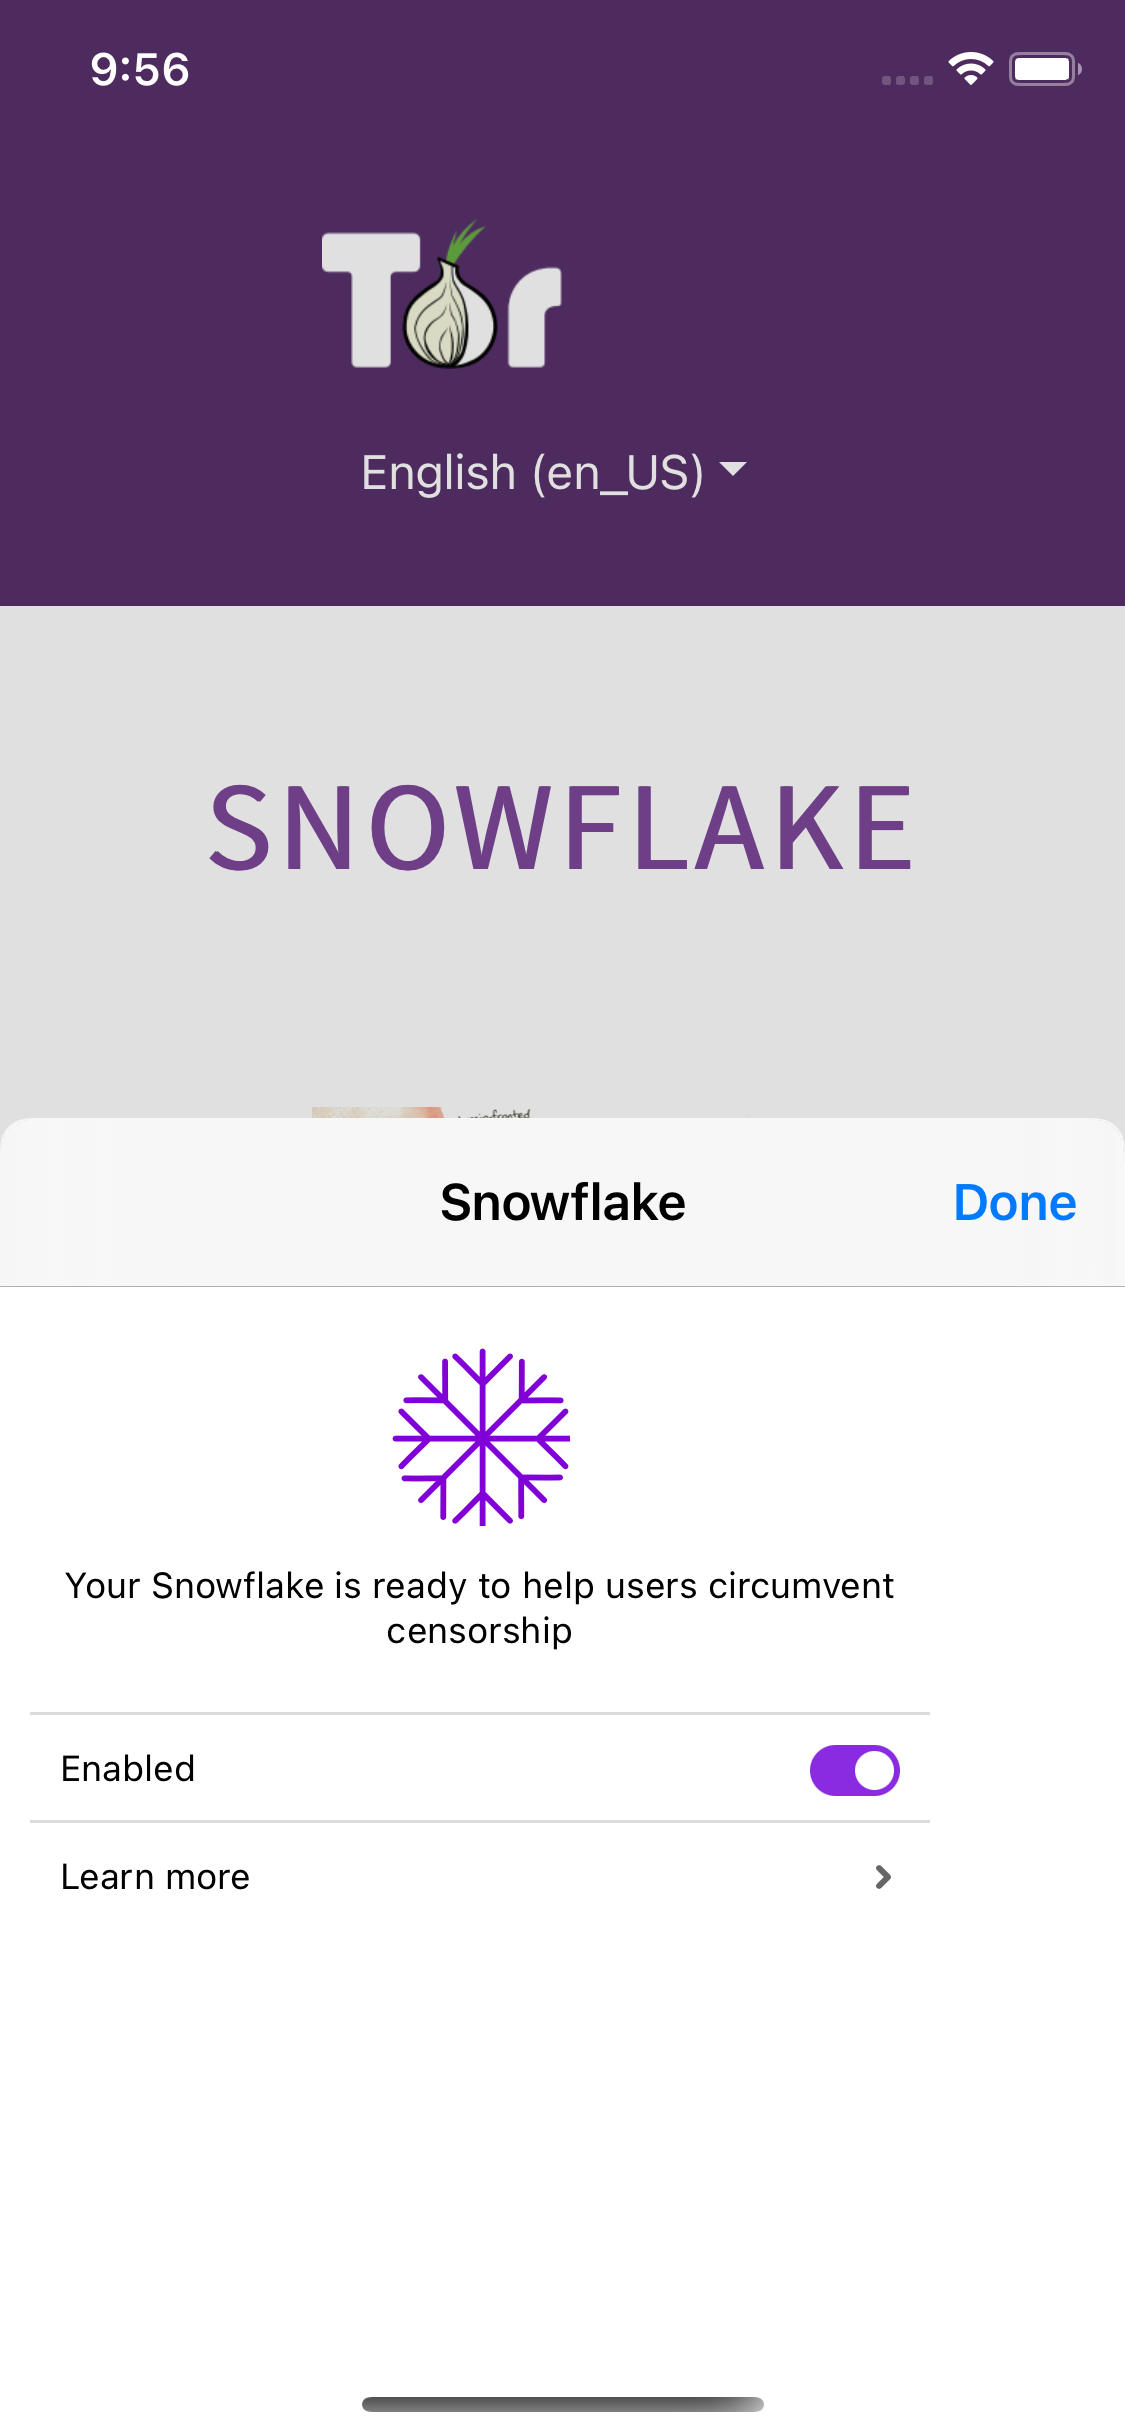 9:56
Tor
English (en_US)
SNOWFLAKE
Snowflake
Done
Your Snowflake is ready to help users circumvent
censorship
Enabled
Learn more